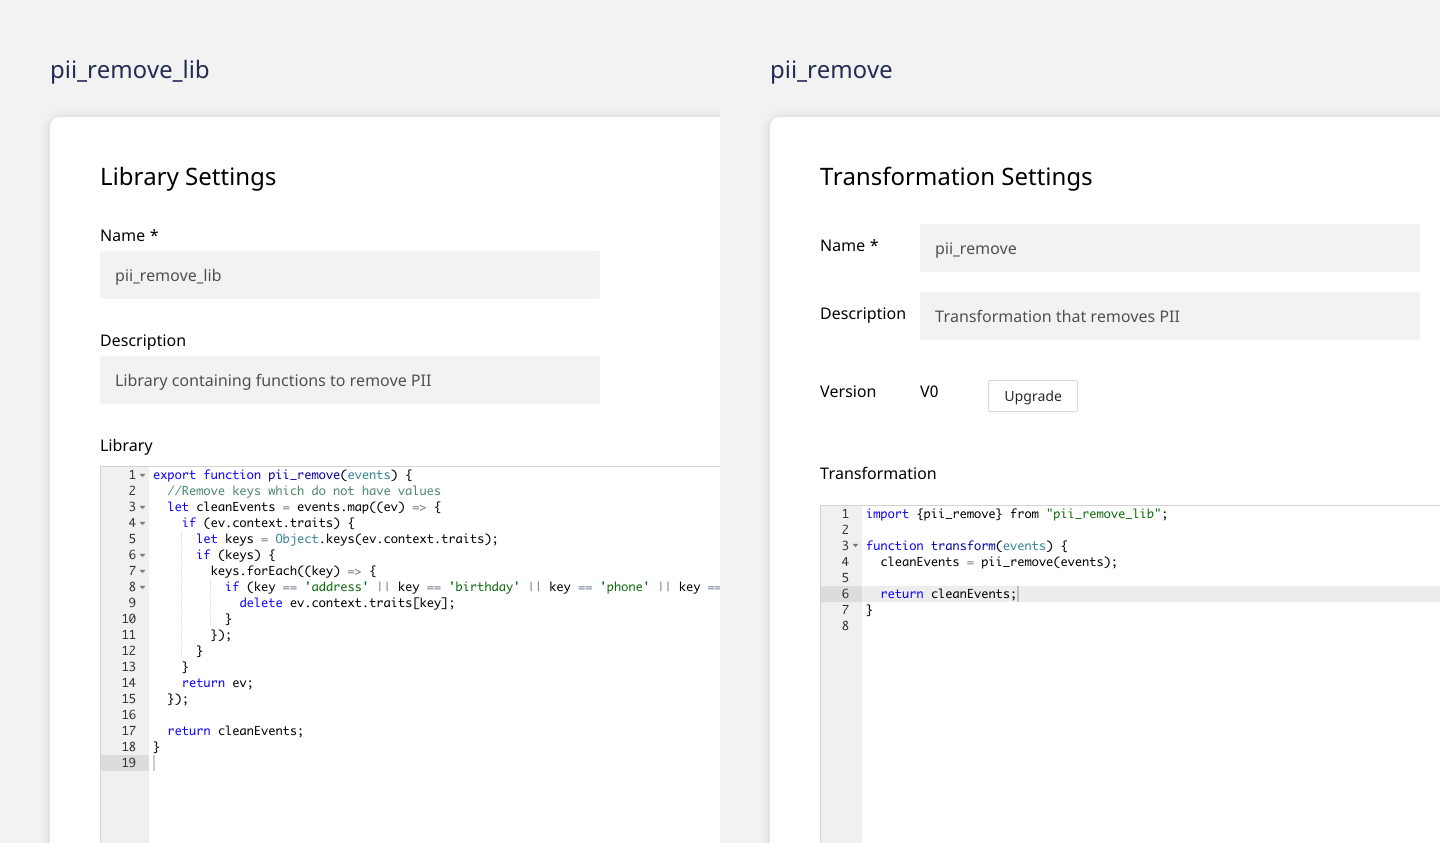 pii_remove_lib
Library Settings
Name *
pii_remove_lib
Description
Library containing functions to remove PII
Library
1 export function pii_remove(events) {
2   //Remove keys which do not have values
3   let cleanEvents = events.map((ev) => {
4     if (ev.context.traits) {
5       let keys = Object.keys(ev.context.traits);
6       if (keys) {
7         keys.forEach((key) => {
8           if (key == 'address' || key == 'birthday' || key == 'phone' || key ==
9             delete ev.context.traits[key];
10           }
11         });
12       }
13     }
14     return ev;
15   });
16
17   return cleanEvents;
18 }
19
pii_remove
Transformation Settings
Name *
pii_remove
Description
Transformation that removes PII
Version
V0
Upgrade
Transformation
1 import {pii_remove} from "pii_remove_lib";
2
3 function transform(events) {
4   cleanEvents = pii_remove(events);
5
6   return cleanEvents;
7 }
8